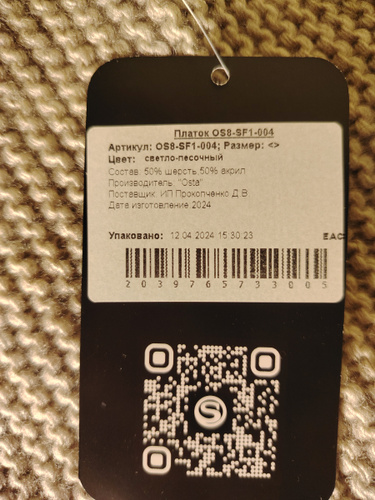 Платок OS8-SF1-004
Артикул: OS8-SF1-004; Размер: <>
Цвет: светло-песочный
Состав: 50% шерсть 50% акрил
Производитель: "Osta"
Поставщик: ИП Прокопченко Д.В.
Дата изготовления 2024
Упаковано: 12.04.2024 15:30:23
EAC
2039765733005
S